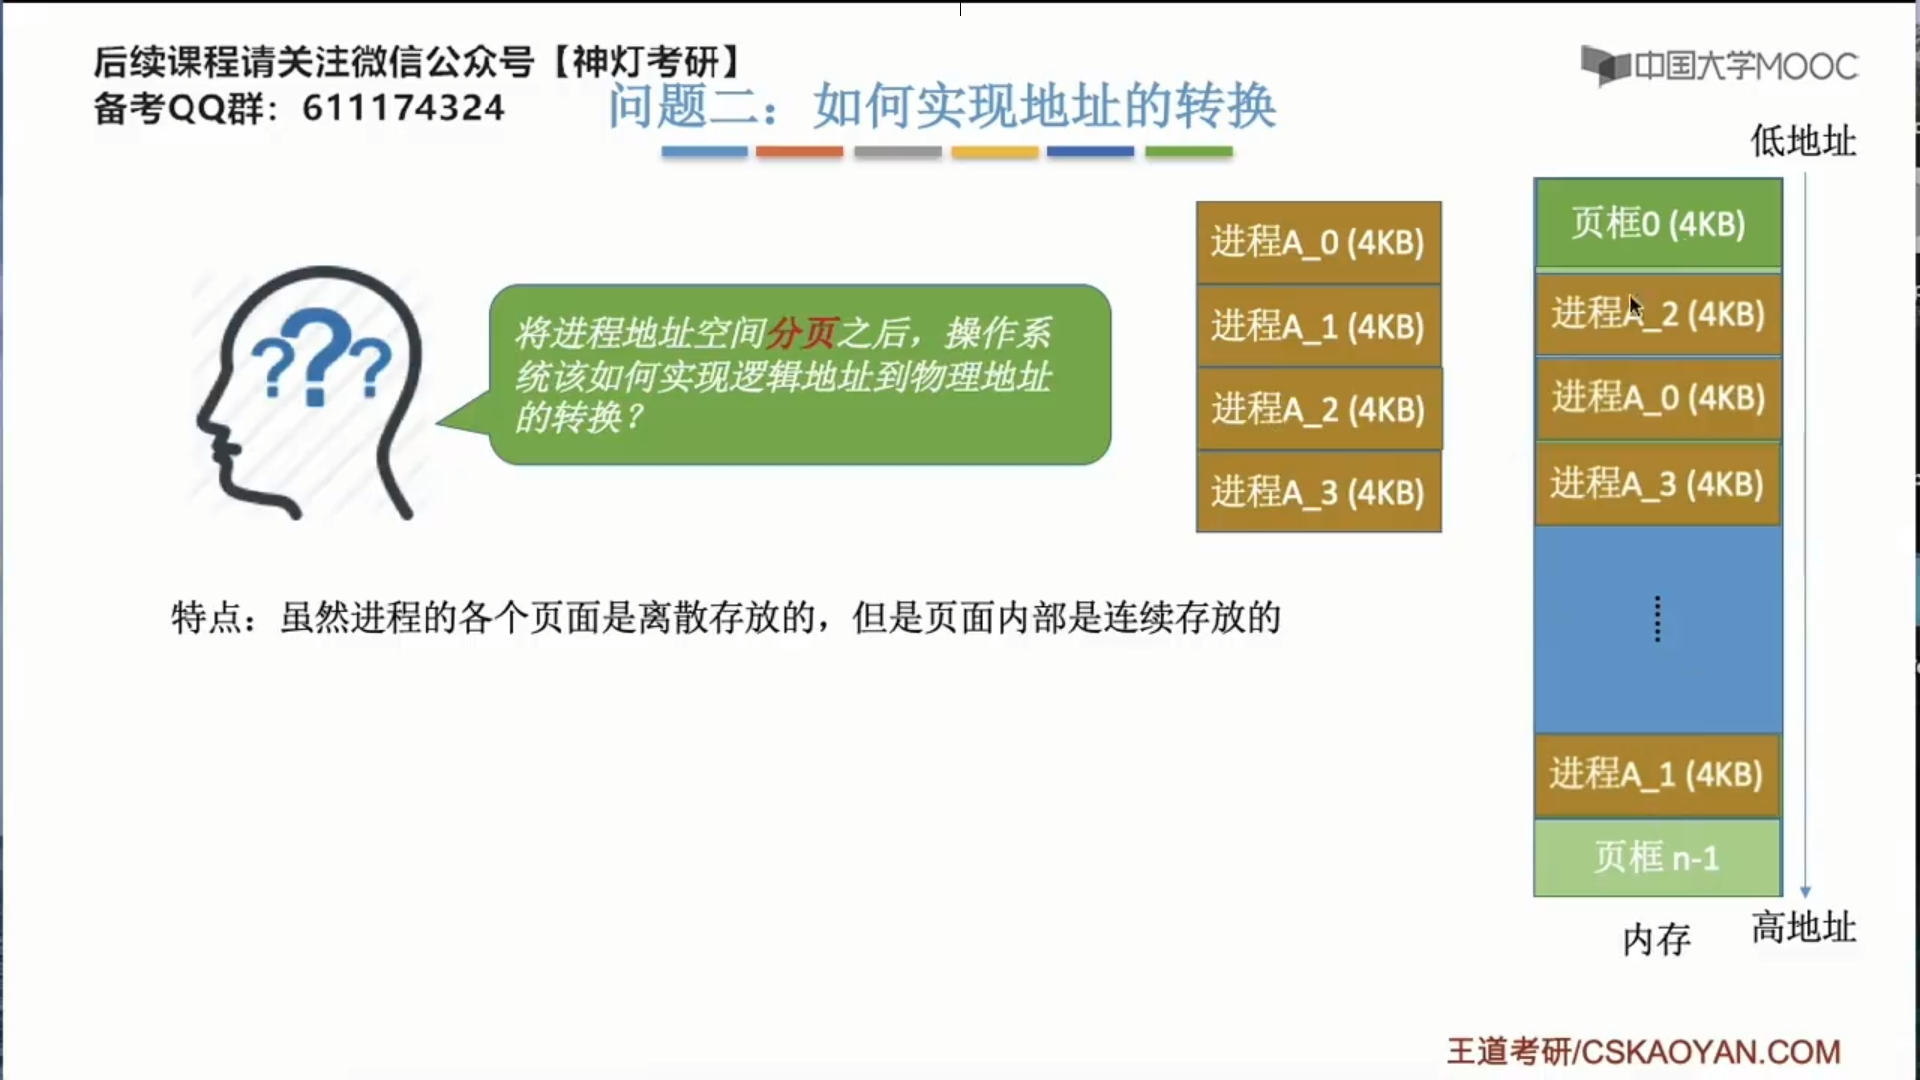 后续课程请关注微信公众号【神灯考研】
备考QQ群：611174324
中国大学MOOC
问题二：如何实现地址的转换
低地址
将进程地址空间分页之后，操作系
统该如何实现逻辑地址到物理地址
的转换？
???
进程A_0 (4KB)
进程A_1 (4KB)
进程A_2 (4KB)
进程A_3 (4KB)
页框0 (4KB)
进程A_2 (4KB)
进程A_0 (4KB)
进程A_3 (4KB)
......
进程A_1 (4KB)
页框 n-1
特点：虽然进程的各个页面是离散存放的，但是页面内部是连续存放的
内存
高地址
王道考研/CSKAOYAN.COM